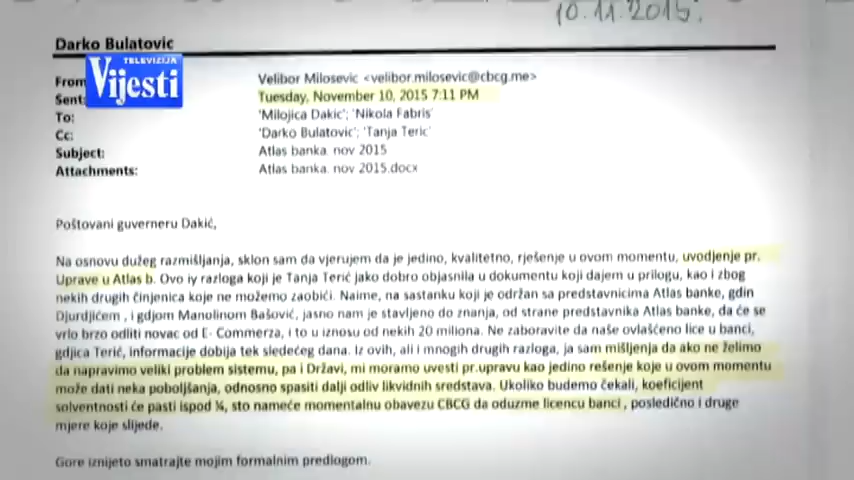 10.11.2015.
Darko Bulatovic
TELEVIZIJA
Vijesti
From
Velibor Milosevic <velibor.milosevic@cbcg.me>
Sent:
Tuesday, November 10, 2015 7:11 PM
To:
'Milojica Dakic'; 'Nikola Fabris'
Cc:
'Darko Bulatovic'; 'Tanja Teric'
Subject:
Atlas banka. nov 2015
Attachments:
Atlas banka. nov 2015.docx
Poštovani guverneru Dakić,
Na osnovu dužeg razmišljanja, sklon sam da vjerujem da je jedino, kvalitetno, rješenje u ovom momentu, uvodjenje pr.
Uprave u Atlas b. Ovo iy razloga koji je Tanja Terić jako dobro objasnila u dokumentu koji dajem u prilogu, kao i zbog
nekih drugih činjenica koje ne možemo zaobići. Naime, na sastanku koji je održan sa predstavnicima Atlas banke, gdin
Djurdjićem , i gdjom Manolinom Bašović, jasno nam je stavljeno do znanja, od strane predstavnika Atlas banke, da će se
vrlo brzo odliti novac od E- Commerza, i to u iznosu od nekih 20 miliona. Ne zaboravite da naše ovlašćeno lice u banci,
gdjica Terić, informacije dobija tek sledećeg dana. Iz ovih, ali i mnogih drugih razloga, ja sam mišljenja da ako ne želimo
da napravimo veliki problem sistemu, pa i Državi, mi moramo uvesti pr.upravu kao jedino rešenje koje u ovom momentu
može dati neka poboljšanja, odnosno spasiti dalji odliv likvidnih sredstava. Ukoliko budemo čekali, koeficijent
solventnosti će pasti ispod ¼, sto nameće momentalnu obavezu CBCG da oduzme licencu banci , posledično i druge
mjere koje slijede.
Gore iznijeto smatrajte mojim formalnim predlogom.